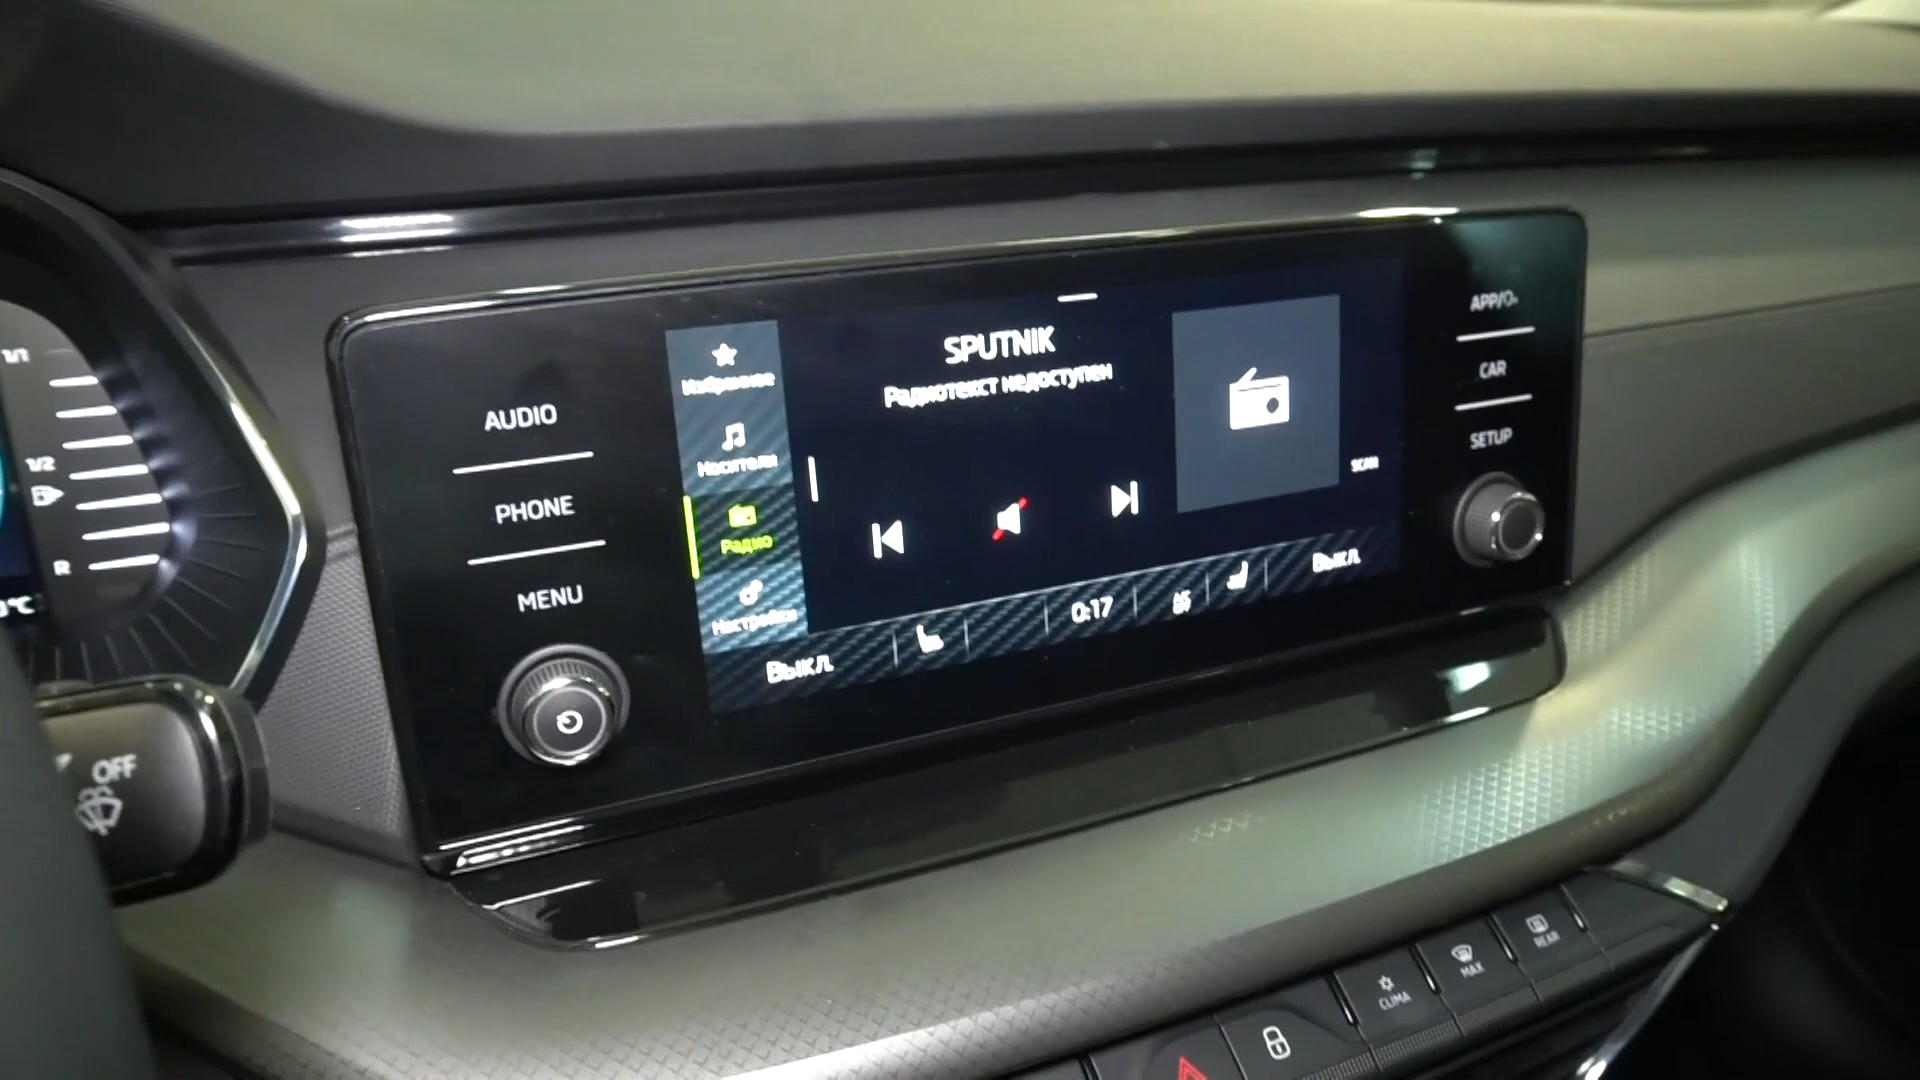 1/1
1/2
R
0°C
OFF
AUDIO
PHONE
MENU
Избранное
Носители
Радио
Настройки
SPUTNIK
Радиотекст недоступен
SCAN
Выкл.
0:17
Выкл.
APP/
CAR
SETUP
CLIMA
MAX
REAR